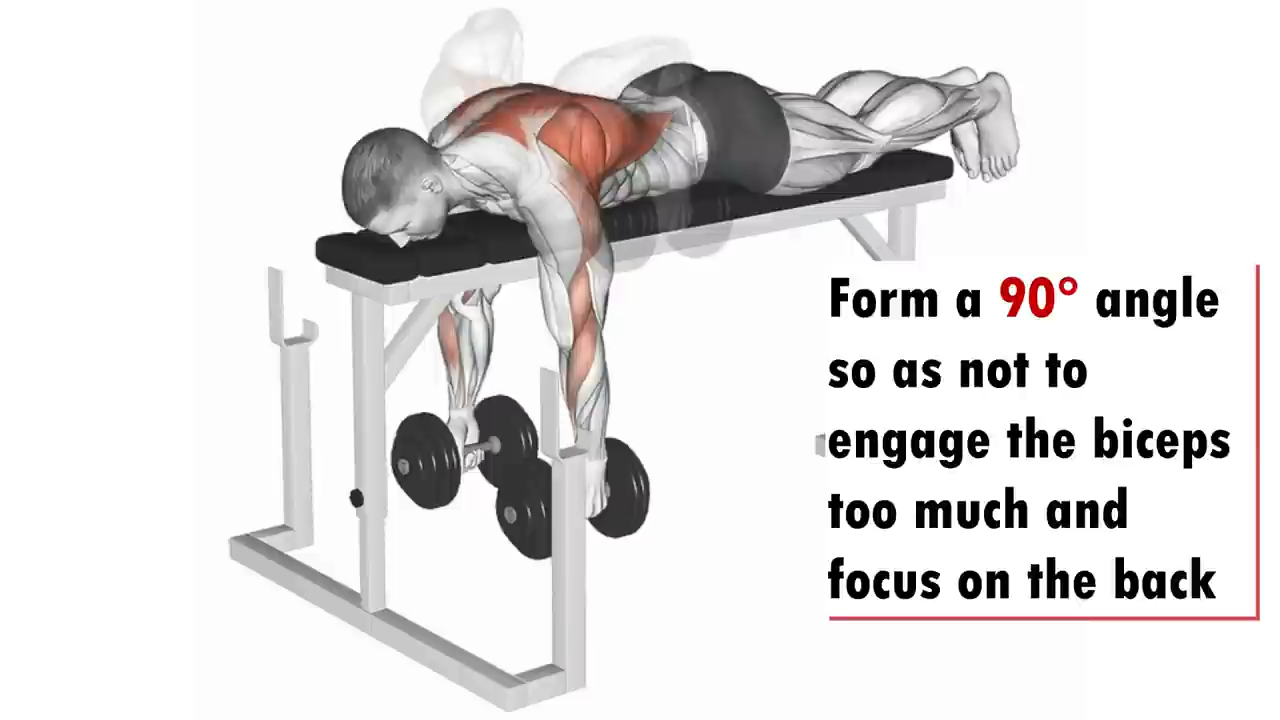 Form a 90° angle
so as not to
engage the biceps
too much and
focus on the back